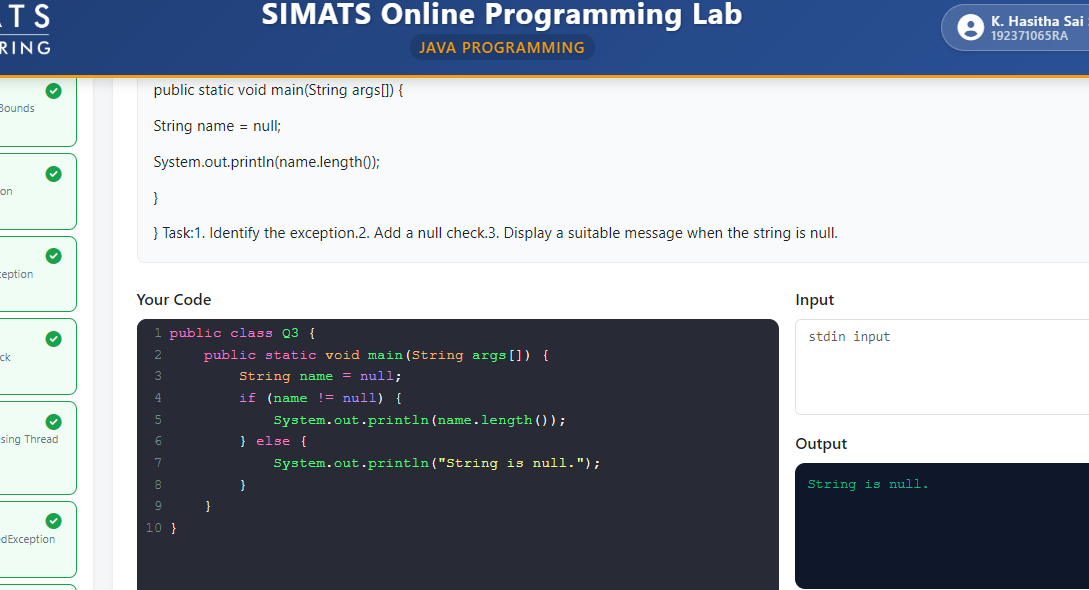 ATS
RING
SIMATS Online Programming Lab
JAVA PROGRAMMING
K. Hasitha Sai
192371065RA
Bounds
on
ception
ck
sing Thread
dException
public static void main(String args[]) {
String name = null;
System.out.println(name.length());
}
} Task:1. Identify the exception.2. Add a null check.3. Display a suitable message when the string is null.
Your Code
1 public class Q3 {
2     public static void main(String args[]) {
3         String name = null;
4         if (name != null) {
5             System.out.println(name.length());
6         } else {
7             System.out.println("String is null.");
8         }
9     }
10 }
Input
stdin input
Output
String is null.